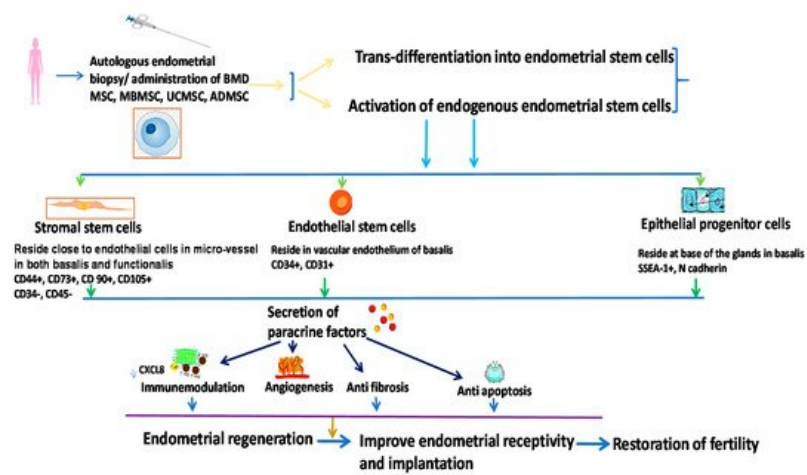 Autologous endometrial
biopsy/ administration of BMD
MSC, MBMSC, UCMSC, ADMSC
Trans-differentiation into endometrial stem cells
Activation of endogenous endometrial stem cells
Stromal stem cells
Reside close to endothelial cells in micro-vessel
in both basalis and functionalis
CD44+, CD73+, CD 90+, CD105+
CD34-, CD45-
Endothelial stem cells
Reside in vascular endothelium of basalis
CD34+, CD31+
Epithelial progenitor cells
Reside at base of the glands in basalis
SSEA-1+, N cadherin
Secretion of
paracrine factors
CXCL8
Immunemodulation
Angiogenesis
Anti fibrosis
Anti apoptosis
Endometrial regeneration
Improve endometrial receptivity
and implantation
Restoration of fertility